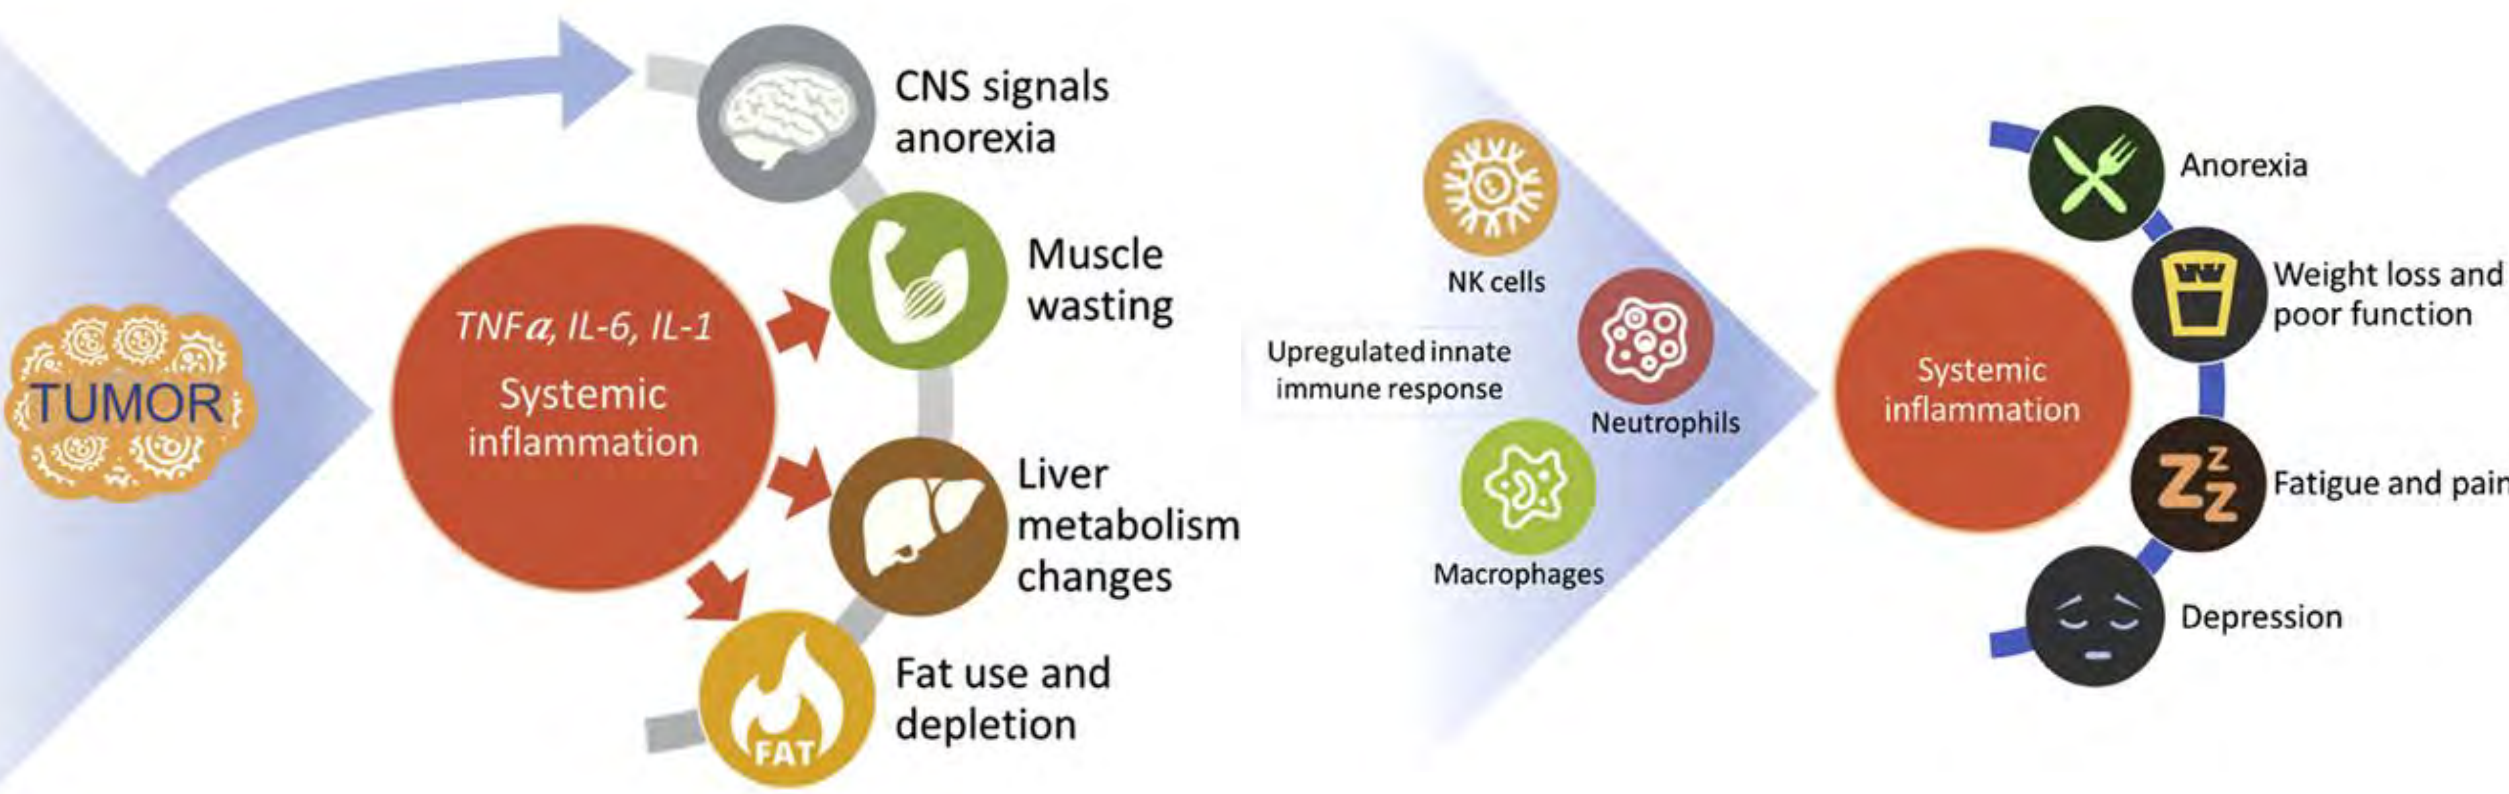 CNS signals
anorexia
Muscle
wasting
TNFα, IL-6, IL-1
Systemic
inflammation
TUMOR
Liver
metabolism
changes
Fat use and
depletion
FAT
NK cells
Upregulated innate
immune response
Neutrophils
Macrophages
Systemic
inflammation
Anorexia
Weight loss and
poor function
z
Z
Z
Fatigue and pain
Depression